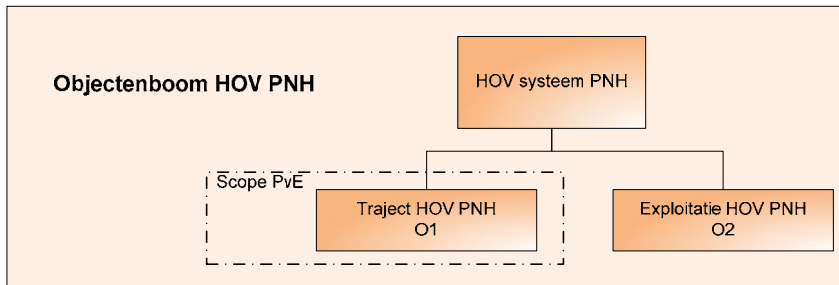 Objectenboom HOV PNH
HOV systeem PNH
Scope PvE
Traject HOV PNH
O1
Exploitatie HOV PNH
O2